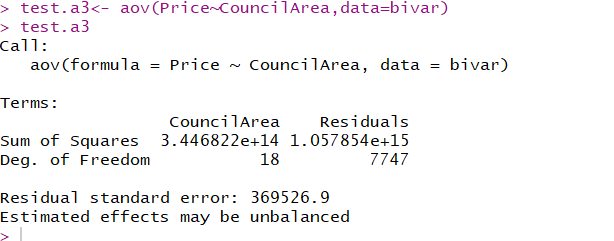 > test.a3<- aov(Price~CouncilArea,data=bivar)
> test.a3
Call:
   aov(formula = Price ~ CouncilArea, data = bivar)

Terms:
                 CouncilArea    Residuals
Sum of Squares  3.446822e+14 1.057854e+15
Deg. of Freedom           18         7747

Residual standard error: 369526.9
Estimated effects may be unbalanced
>